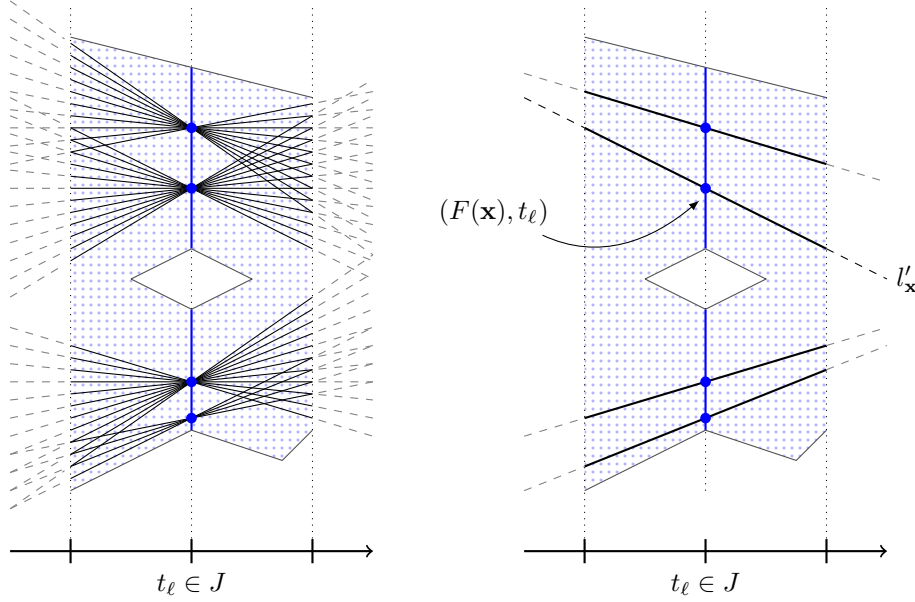 (F(𝐱), t_ℓ)
l'_𝐱
t_ℓ ∈ J
t_ℓ ∈ J